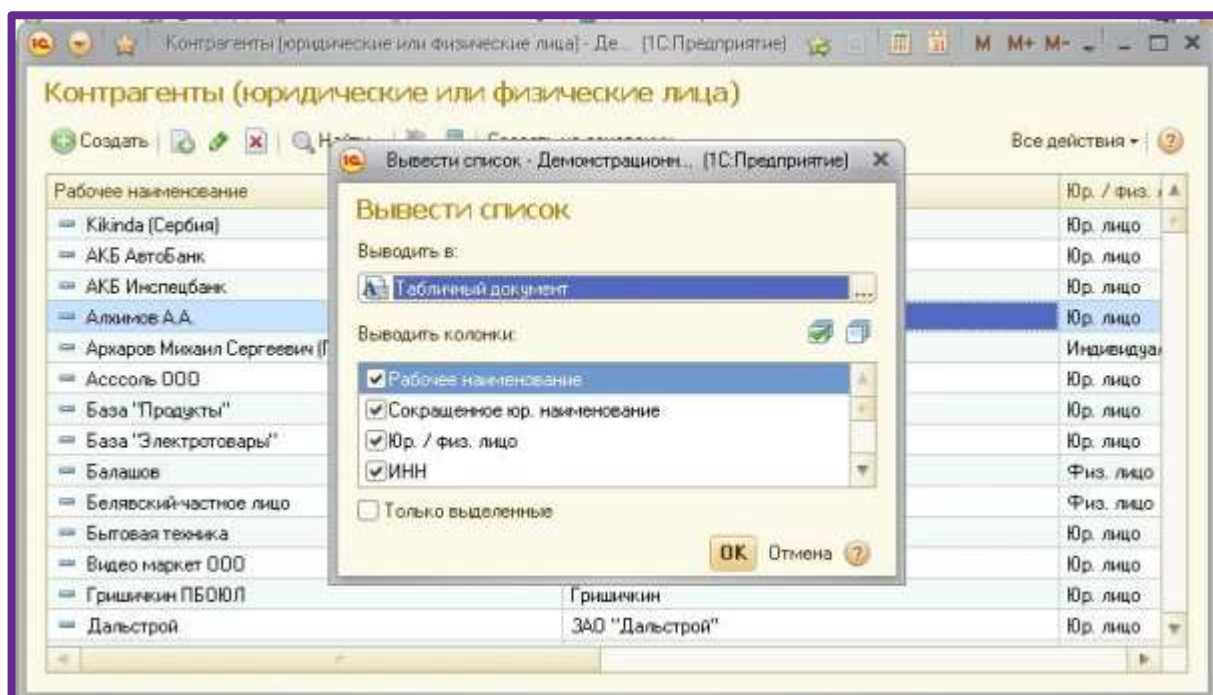 1С Контрагенты (юридические или физические лица) - Де... (1С:Предприятие) 31 M M+ M-
Контрагенты (юридические или физические лица)
Создать Все действия ?
1С Вывести список - Демонстрационн... (1С:Предприятие)
Рабочее наименование Юр. / физ.
Вывести список
Kikinda (Сербия) Юр. лицо
Выводить в:
АКБ АвтоБанк Юр. лицо
Табличный документ ...
АКБ Инспецбанк Юр. лицо
Алхимов А.А. Юр. лицо
Выводить колонки:
Архаров Михаил Сергеевич (П Индивидуал
Асссоль ООО Юр. лицо
Рабочее наименование
База "Продукты" Юр. лицо
Сокращенное юр. наименование
База "Электротовары" Юр. лицо
Юр. / физ. лицо
Балашов Физ. лицо
ИНН
Белявский-частное лицо Физ. лицо
Только выделенные
Бытовая техника Юр. лицо
OK Отмена ?
Видео маркет ООО Юр. лицо
Гришичкин ПБОЮЛ Гришичкин Юр. лицо
Дальстрой ЗАО "Дальстрой" Юр. лицо